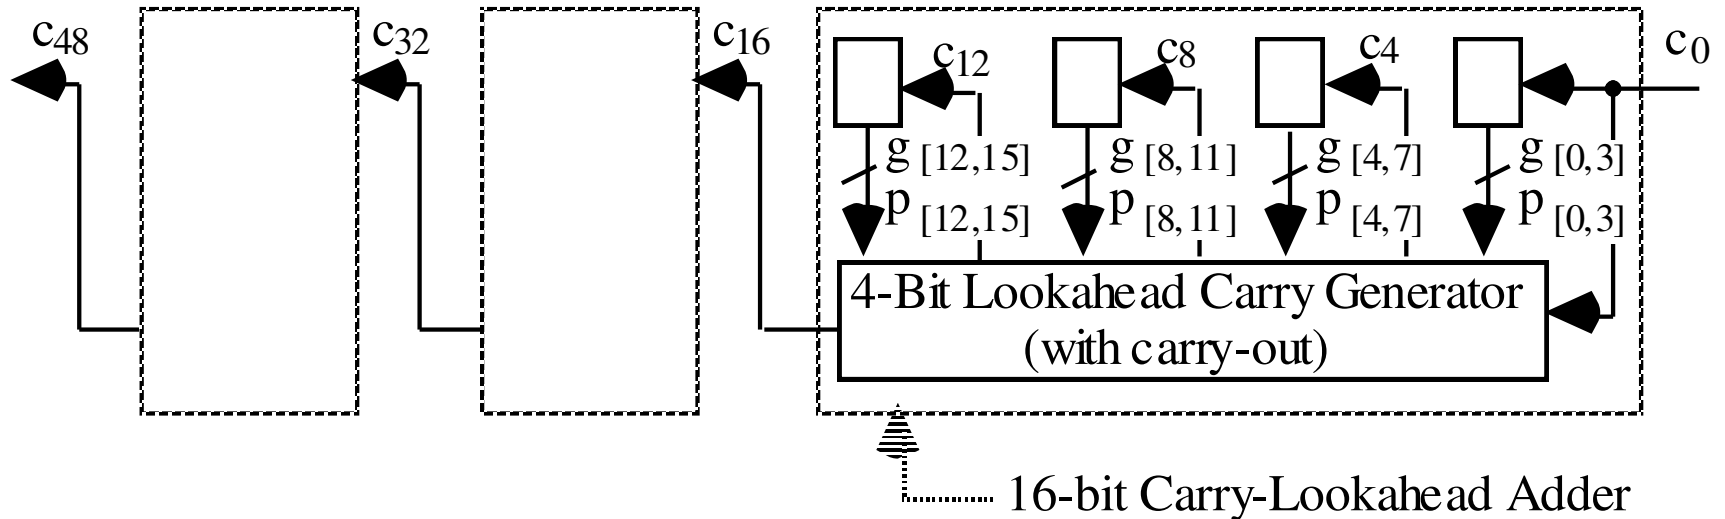 c48 c32 c16 c12 c8 c4 c0
g [12,15] g [8,11] g [4,7] g [0,3]
p [12,15] p [8,11] p [4,7] p [0,3]
4-Bit Lookahead Carry Generator
(with carry-out)
16-bit Carry-Lookahead Adder